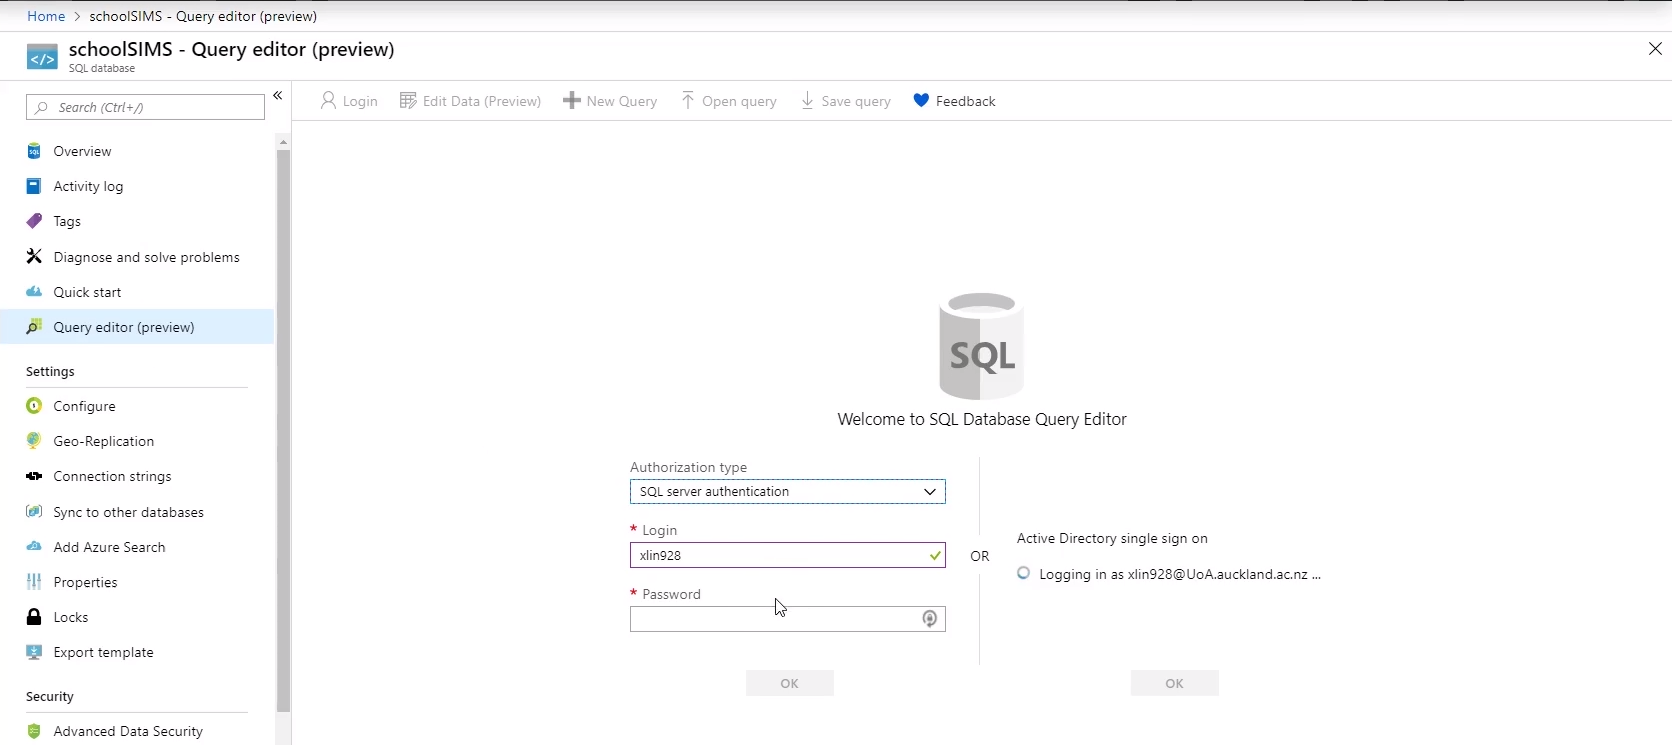 Home > schoolSIMS - Query editor (preview)
schoolSIMS - Query editor (preview)
SQL database
Search (Ctrl+/)
Overview
Activity log
Tags
Diagnose and solve problems
Quick start
Query editor (preview)
Settings
Configure
Geo-Replication
Connection strings
Sync to other databases
Add Azure Search
Properties
Locks
Export template
Security
Advanced Data Security
Login
Edit Data (Preview)
New Query
Open query
Save query
Feedback
SQL
Welcome to SQL Database Query Editor
Authorization type
SQL server authentication
* Login
xlin928
* Password
OK
OR
Active Directory single sign on
Logging in as xlin928@UoA.auckland.ac.nz ...
OK